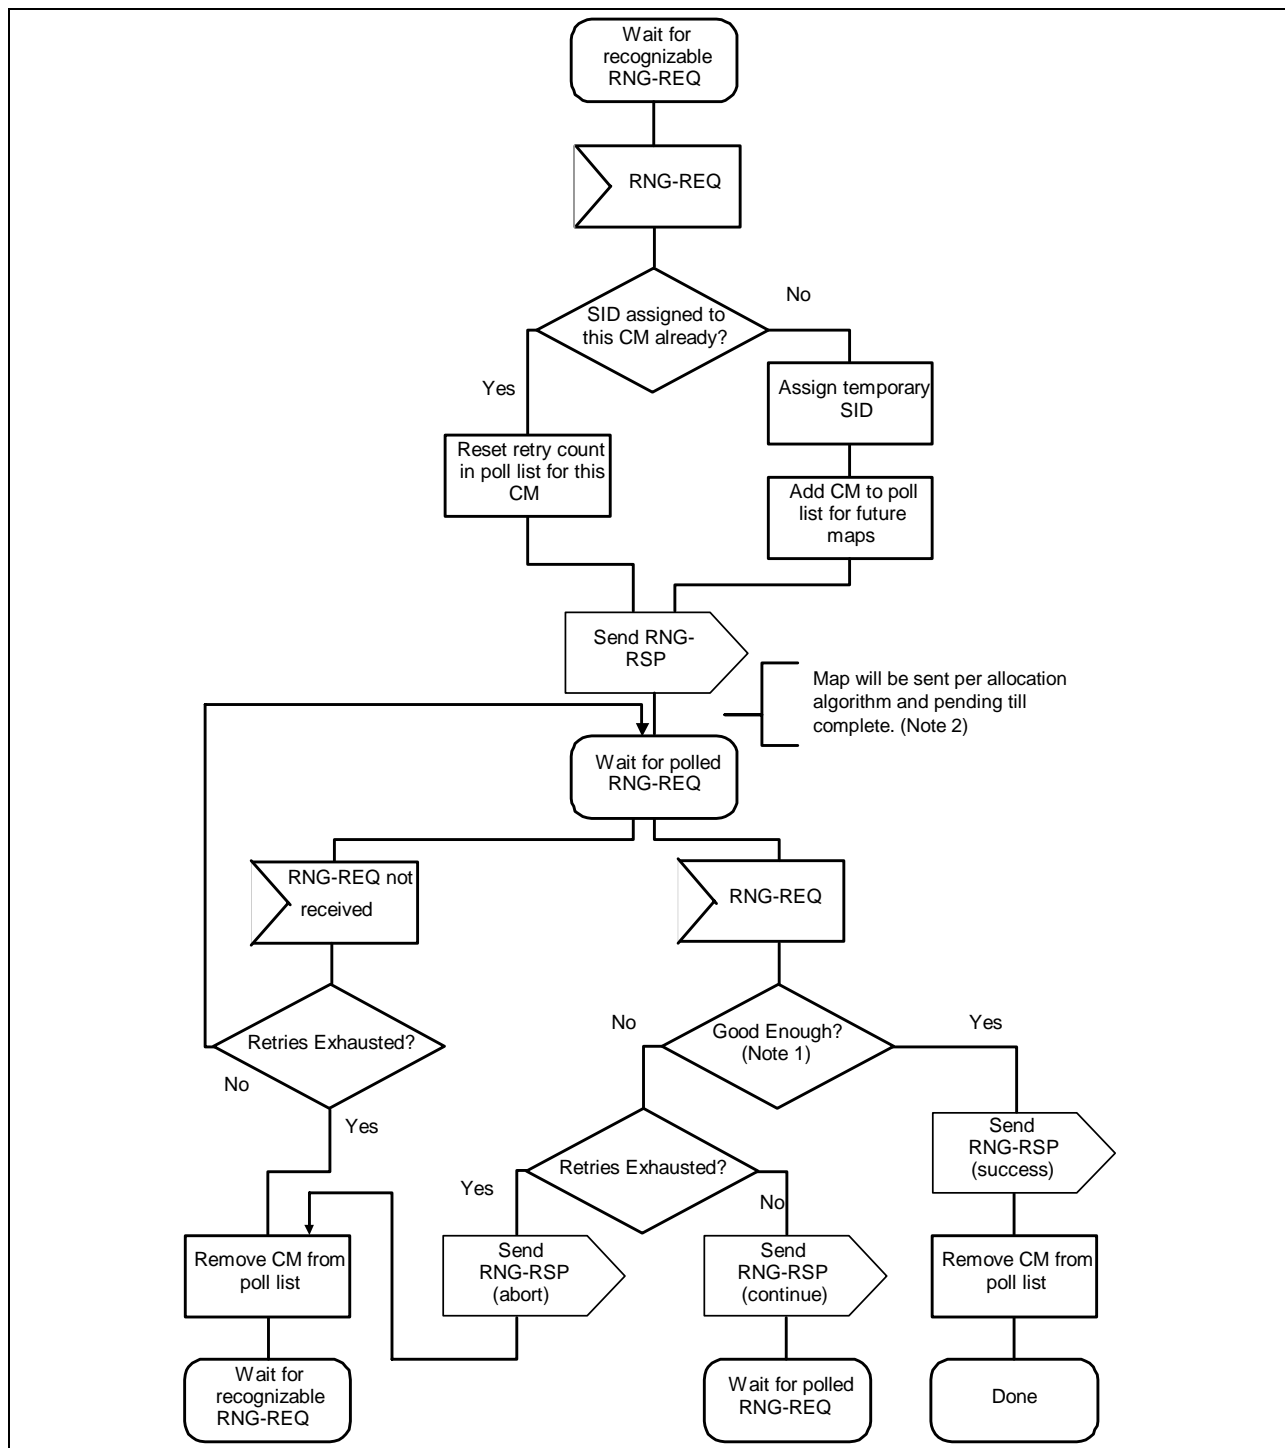 Wait for
recognizable
RNG-REQ
RNG-REQ
SID assigned to
this CM already?
No
Yes
Assign temporary
SID
Reset retry count
in poll list for this
CM
Add CM to poll
list for future
maps
Send RNG-
RSP
Map will be sent per allocation
algorithm and pending till
complete. (Note 2)
Wait for polled
RNG-REQ
RNG-REQ not
received
RNG-REQ
Retries Exhausted?
No
Yes
Good Enough?
(Note 1)
No
Yes
Retries Exhausted?
Yes
No
Send
RNG-RSP
(success)
Remove CM from
poll list
Send
RNG-RSP
(abort)
Send
RNG-RSP
(continue)
Remove CM from
poll list
Wait for
recognizable
RNG-REQ
Wait for polled
RNG-REQ
Done